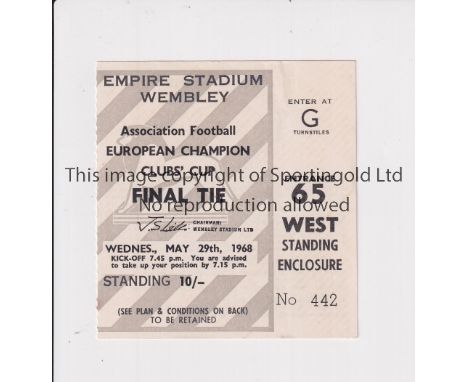 EMPIRE STADIUM
WEMBLEY
Association Football
EUROPEAN CHAMPION
CLUBS' CUP
FINAL TIE
CHAIRMAN:
WEMBLEY STADIUM LTD
WEDNES., MAY 29th, 1968
KICK-OFF 7.45 p.m. You are advised
to take up your position by 7.15 p.m.
STANDING 10/-
(SEE PLAN & CONDITIONS ON BACK)
TO BE RETAINED
ENTER AT
G
TURNSTILES
ENTRANCE
65
WEST
STANDING
ENCLOSURE
No 442
This image is copyright of Sportingold Ltd.
No reproduction allowed